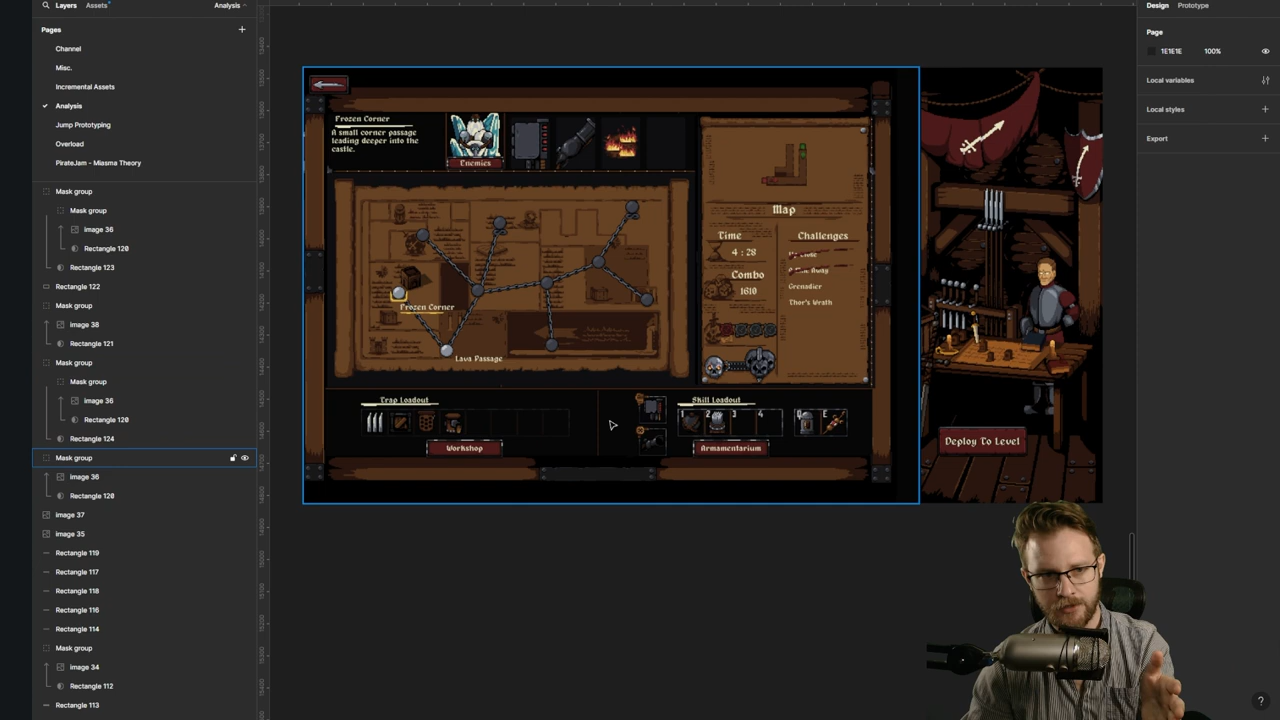 Layers
Assets
Analysis
Pages
Channel
Misc.
Incremental Assets
Analysis
Jump Prototyping
Overload
PirateJam - Miasma Theory
Mask group
Mask group
image 36
Rectangle 120
Rectangle 123
Rectangle 122
Mask group
image 38
Rectangle 121
Mask group
Mask group
image 36
Rectangle 120
Rectangle 124
Mask group
image 36
Rectangle 120
image 37
image 35
Rectangle 119
Rectangle 117
Rectangle 118
Rectangle 116
Rectangle 114
Mask group
image 34
Rectangle 112
Rectangle 113
Frozen Corner
A small corner passage
leading deeper into the
castle.
Enemies
Frozen Corner
Lava Passage
Map
Time
4 : 28
Combo
1610
Challenges
Grenadier
Thor's Wrath
Trap Loadout
Workshop
Skill Loadout
1 2 3 4 Q E
Armamentarium
Deploy To Level
Design
Prototype
Page
1E1E1E
100%
Local variables
Local styles
Export
?